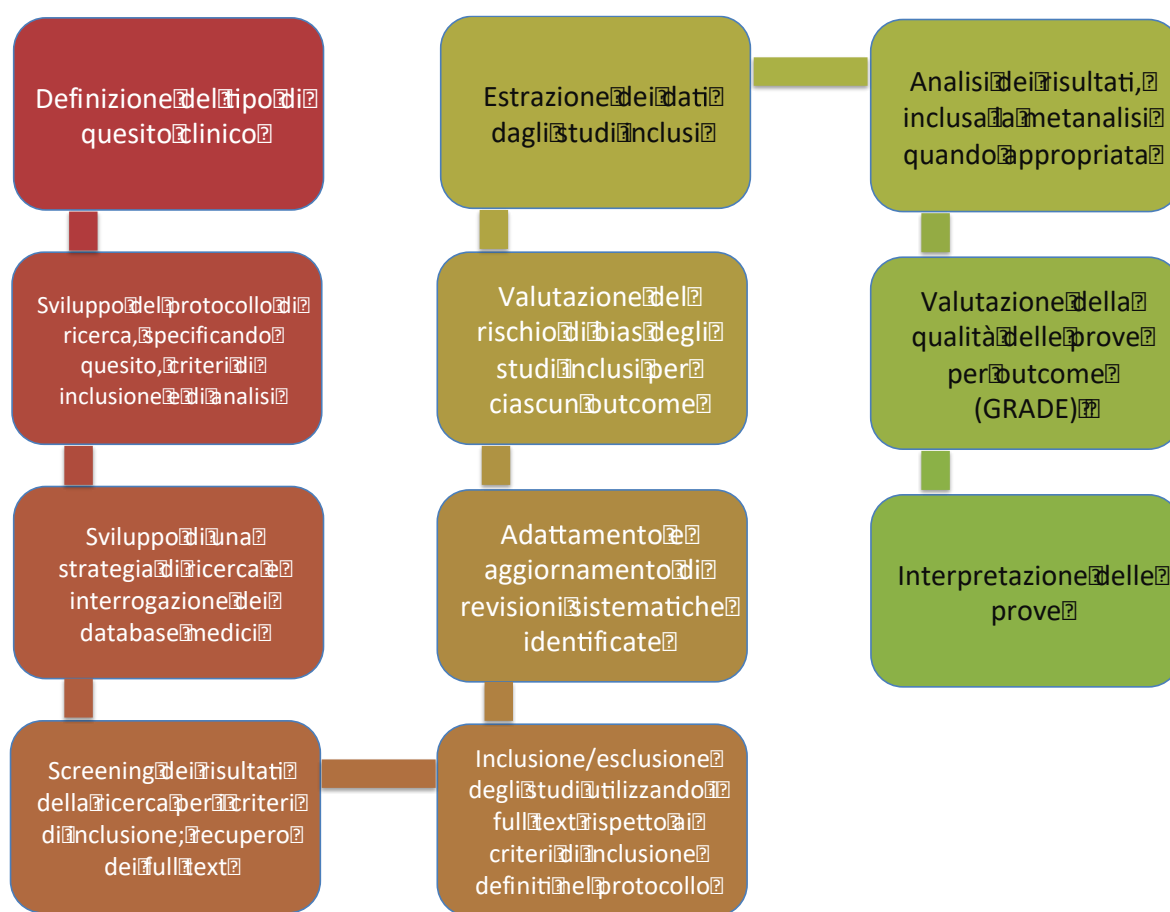 Definizione del tipo di
quesito clinico
Sviluppo del protocollo di
ricerca, specificando
quesito, criteri di
inclusione e di analisi
Sviluppo di una
strategia di ricerca e
interrogazione dei
database medici
Screening dei risultati
della ricerca per i criteri
di inclusione; recupero
dei full text
Inclusione/esclusione
degli studi utilizzando il
full text rispetto ai
criteri di inclusione
definiti nel protocollo
Adattamento e
aggiornamento di
revisioni sistematiche
identificate
Valutazione del
rischio di bias degli
studi inclusi per
ciascun outcome
Estrazione dei dati
dagli studi inclusi
Analisi dei risultati,
inclusa la metanalisi
quando appropriata
Valutazione della
qualità delle prove
per outcome
(GRADE)
Interpretazione delle
prove